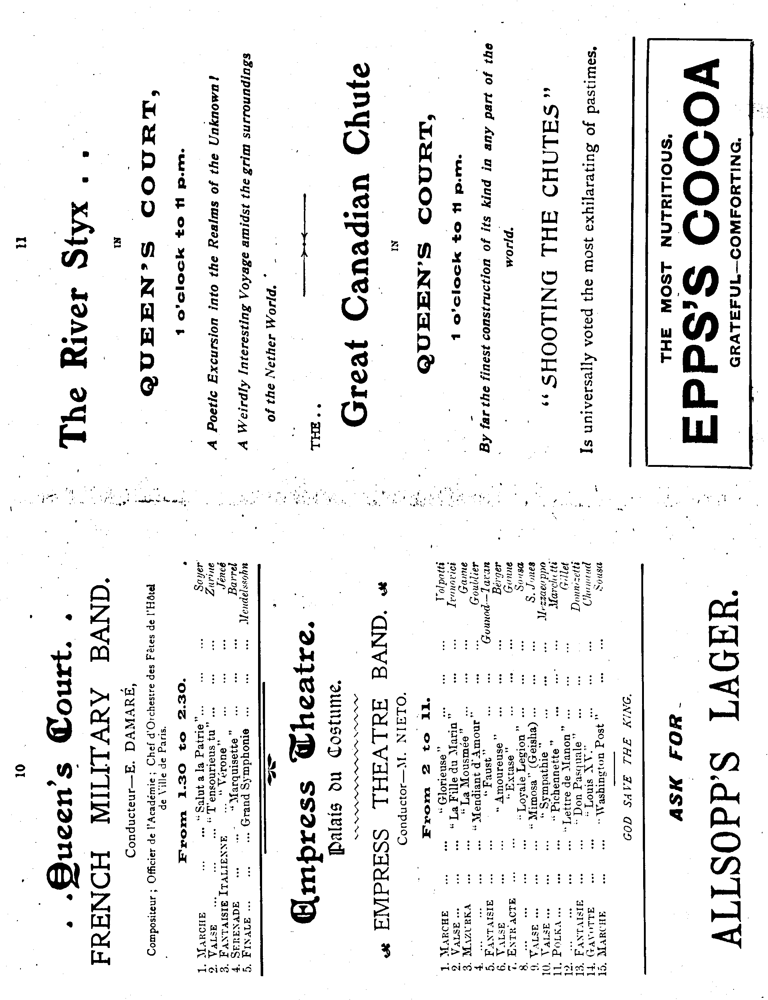 10
. . Queen's Court. . .
FRENCH MILITARY BAND.
Conducteur—E. DAMARÉ,
Compositeur; Officier de l'Académie; Chef d'Orchestre des Fêtes de l'Hôtel
de Ville de Paris.
From 1.30 to 2.30.
1. MARCHE ... ... "Salut a la Patrie" ... ... ... Sayer
2. VALSE ... ... ... "T'ensourieus tu" ... ... ... Zurine
3. FANTAISIE ITALIENNE ... "Vérone" ... ... ... Jéncé
4. SERENADE ... ... "Marquisette" ... ... ... Barrel
5. FINALE ... ... ... Grand Symphonie ... ... ... Mendelssohn
Empress Theatre.
Palais du Costume.
EMPRESS THEATRE BAND.
Conductor—M. NIETO.
From 2 to 11.
1. MARCHE ... ... "Glorieuse" ... ... ... Volpatti
2. VALSE ... ... ... "La Fille du Marin" ... ... Ivanovici
3. MAZURKA ... ... "La Mousmée" ... ... ... Ganne
4. ... ... ... ... "Mendiant d'Amour" ... ... Goublier
5. FANTAISIE ... ... "Faust" ... ... Gounod—Tavan
6. VALSE ... ... "Amoureuse" ... ... ... Berger
7. ENTR'ACTE ... ... "Extase" ... ... ... Ganne
8. ... ... ... ... "Loyale Legion" ... ... ... Sousa
9. VALSE ... ... ... "Mimosa" (Geisha) ... ... ... S. Jones
10. VALSE ... ... ... "Sympathie" ... ... ... Mezzacappo
11. POLKA ... ... ... "Pichennette" ... ... ... Marchetti
12. ... ... ... ... "Lettre de Manon" ... ... ... Gillet
13. FANTAISIE ... ... "Don Pasquale" ... ... Donnizetti
14. GAVOTTE ... ... "Louis XV." ... ... ...
15. MARCHE ... ... "Washington Post" ... ... Sousa
GOD SAVE THE KING.
ASK FOR
ALLSOPP'S LAGER.
11
The River Styx . .
IN
QUEEN'S COURT,
1 o'clock to 11 p.m.
A Poetic Excursion into the Realms of the Unknown!
A Weirdly Interesting Voyage amidst the grim surroundings
of the Nether World.
THE . .
Great Canadian Chute
IN
QUEEN'S COURT,
1 o'clock to 11 p.m.
By far the finest construction of its kind in any part of the
world.
"SHOOTING THE CHUTES"
Is universally voted the most exhilarating of pastimes.
THE MOST NUTRITIOUS.
EPPS'S COCOA
GRATEFUL—COMFORTING.